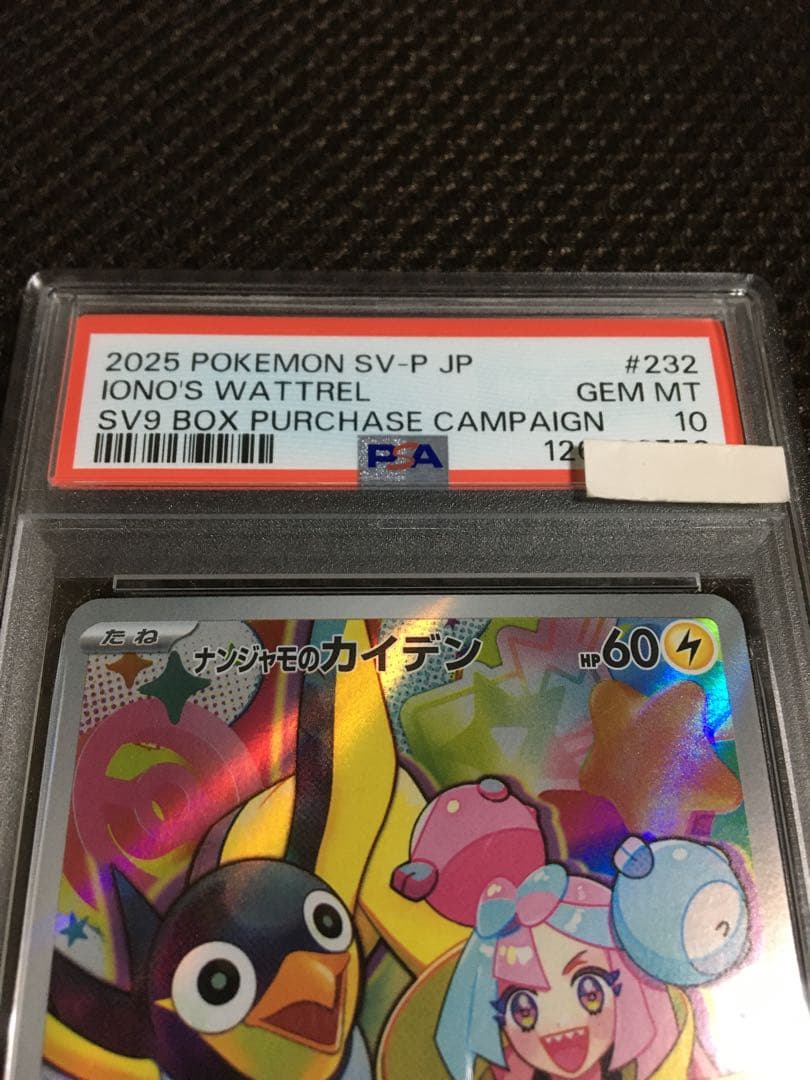 2025 POKEMON SV-P JP #232
IONO'S WATTREL GEM MT
SV9 BOX PURCHASE CAMPAIGN 10
PSA
たね ナンジャモのカイデン HP60